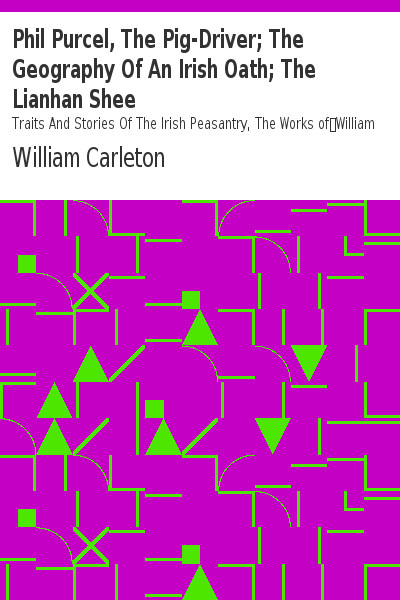 Phil Purcel, The Pig-Driver; The
Geography Of An Irish Oath; The
Lianhan Shee
Traits And Stories Of The Irish Peasantry, The Works of▯William
William Carleton